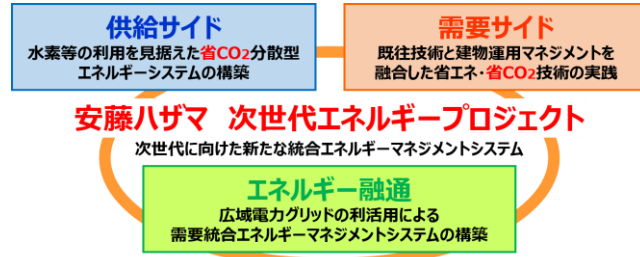 供給サイド
水素等の利用を見据えた省CO2分散型
エネルギーシステムの構築
需要サイド
既往技術と建物運用マネジメントを
融合した省エネ・省CO2技術の実践
安藤ハザマ 次世代エネルギープロジェクト
次世代に向けた新たな統合エネルギーマネジメントシステム
エネルギー融通
広域電力グリッドの利活用による
需要統合エネルギーマネジメントシステムの構築